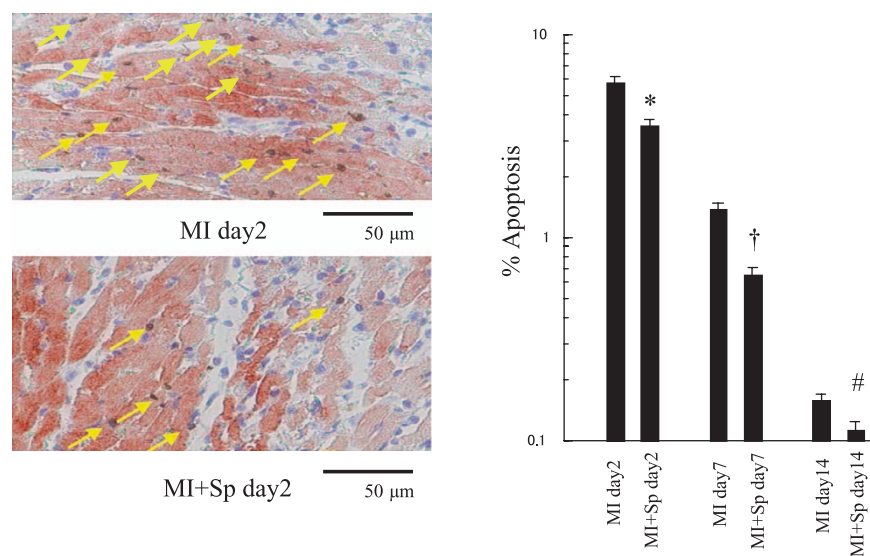 MI day2
50 μm
MI+Sp day2
50 μm
% Apoptosis
10
1
0.1
*
†
#
MI day2
MI+Sp day2
MI day7
MI+Sp day7
MI day14
MI+Sp day14